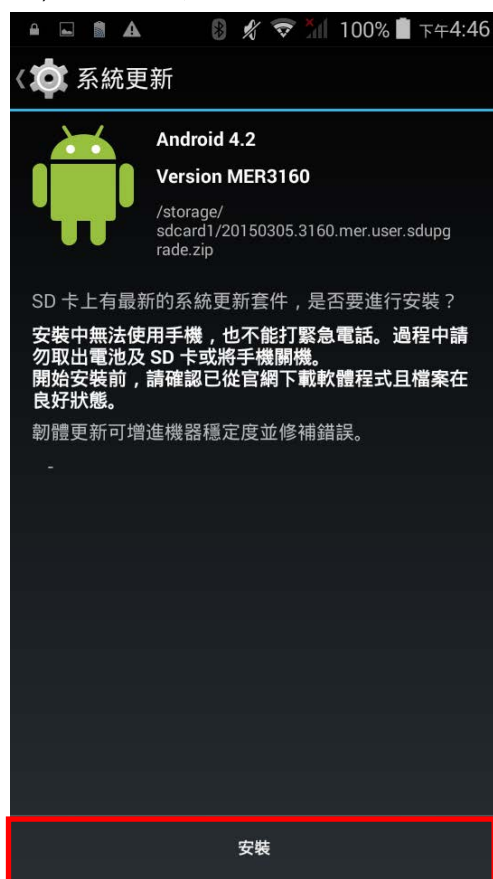 100% 下午4:46
系統更新
Android 4.2
Version MER3160
/storage/
sdcard1/20150305.3160.mer.user.sdupg
rade.zip
SD 卡上有最新的系統更新套件，是否要進行安裝？
安裝中無法使用手機，也不能打緊急電話。過程中請
勿取出電池及 SD 卡或將手機關機。
開始安裝前，請確認已從官網下載軟體程式且檔案在
良好狀態。
韌體更新可增進機器穩定度並修補錯誤。
-
安裝